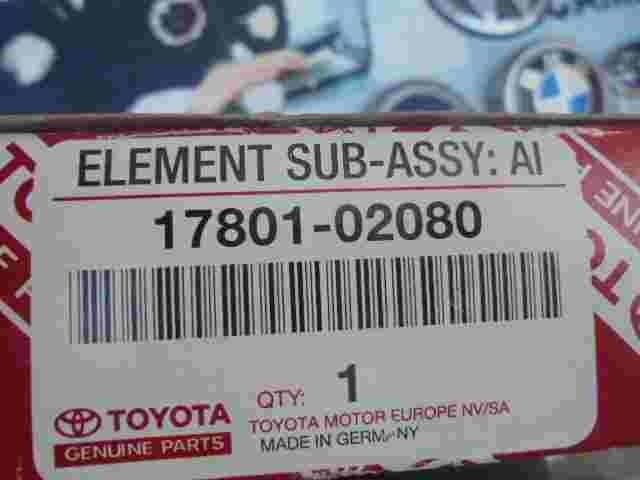 ELEMENT SUB-ASSY: AI
17801-02080
QTY: 1
TOYOTA
GENUINE PARTS
TOYOTA MOTOR EUROPE NV/SA
MADE IN GERMANY